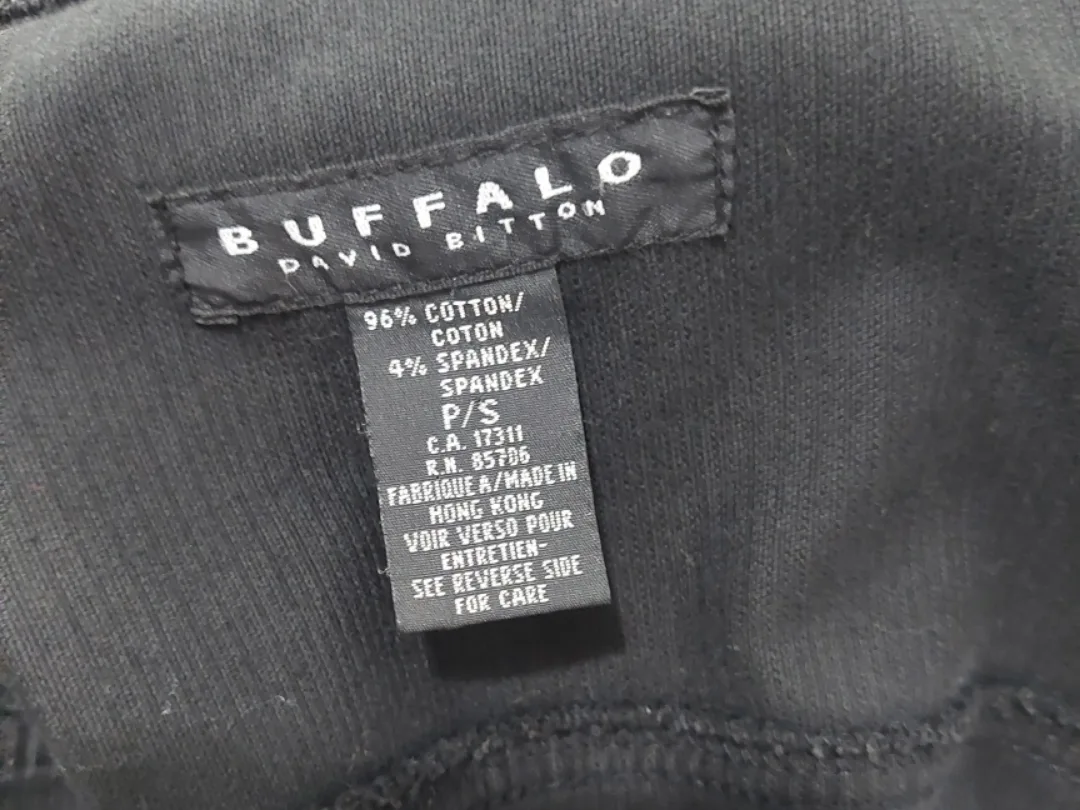 BUFFALO
DAVID BITTON
96% COTTON/
COTON
4% SPANDEX/
SPANDEX
P/S
C.A. 17311
R.N. 85706
FABRIQUE A/MADE IN
HONG KONG
VOIR VERSO POUR
ENTRETIEN-
SEE REVERSE SIDE
FOR CARE